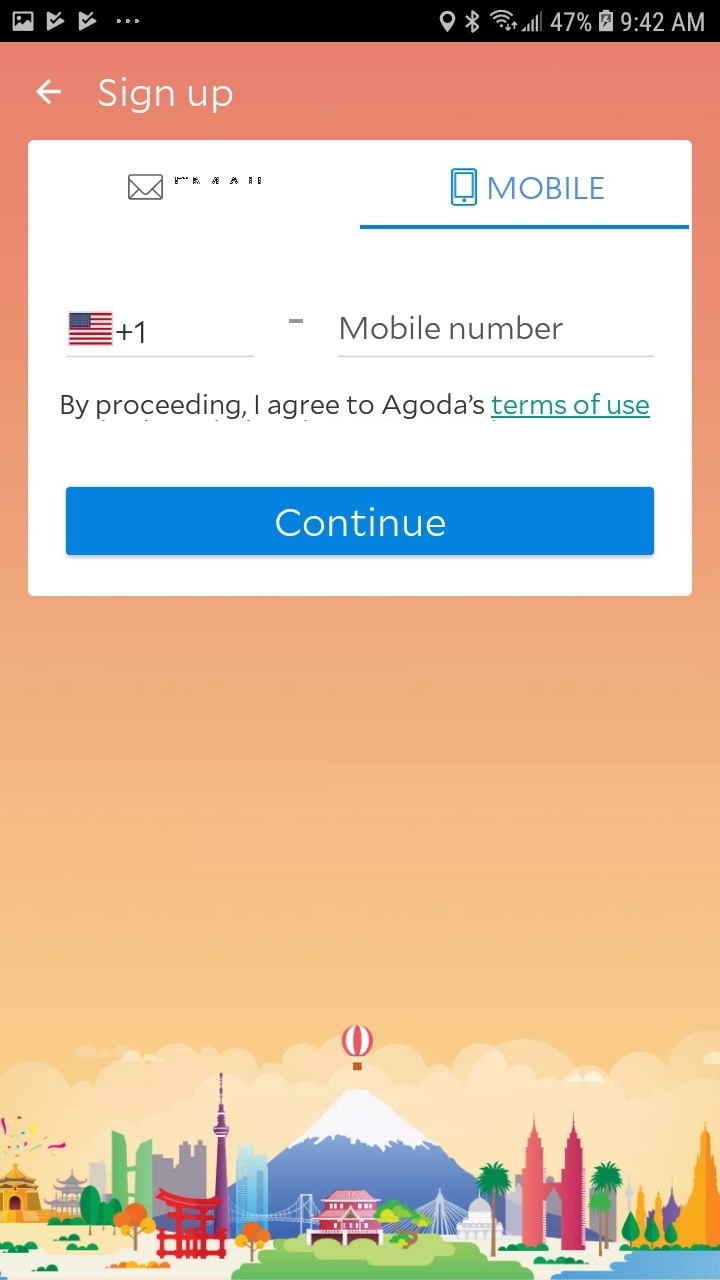 47% 9:42 AM
Sign up
MOBILE
+1 - Mobile number
By proceeding, I agree to Agoda's terms of use
Continue